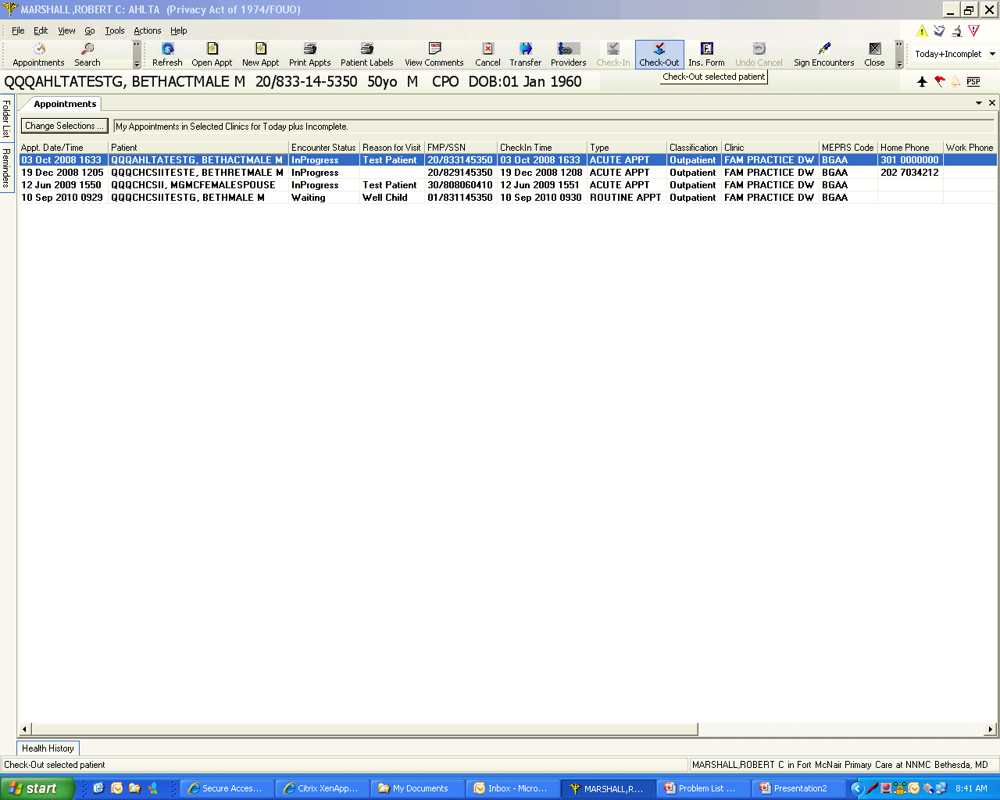 MARSHALL,ROBERT C: AHLTA (Privacy Act of 1974/FOUO)
File Edit View Go Tools Actions Help
Appointments Search Refresh Open Appt New Appt Print Appts Patient Labels View Comments Cancel Transfer Providers Check-In Check-Out Ins. Form Undo Cancel Sign Encounters Close Today+Incomplet
QQQAHLTATESTG, BETHACTMALE M 20/833-14-5350 50yo M CPO DOB:01 Jan 1960
Check-Out selected patient
PSP
Folder List
Reminders
Appointments
Change Selections ... My Appointments in Selected Clinics for Today plus Incomplete.
Appt. Date/Time Patient Encounter Status Reason for Visit FMP/SSN CheckIn Time Type Classification Clinic MEPRS Code Home Phone Work Phone
03 Oct 2008 1633 QQQAHLTATESTG, BETHACTMALE M InProgress Test Patient 20/833145350 03 Oct 2008 1633 ACUTE APPT Outpatient FAM PRACTICE DW BGAA 301 0000000
19 Dec 2008 1205 QQQCHCSIITESTE, BETHRETMALE M InProgress 20/829145350 19 Dec 2008 1208 ACUTE APPT Outpatient FAM PRACTICE DW BGAA 202 7034212
12 Jun 2009 1550 QQQCHCSII, MGMCFEMALESPOUSE InProgress Test Patient 30/808060410 12 Jun 2009 1551 ACUTE APPT Outpatient FAM PRACTICE DW BGAA
10 Sep 2010 0929 QQQCHCSIITESTG, BETHMALE M Waiting Well Child 01/831145350 10 Sep 2010 0930 ROUTINE APPT Outpatient FAM PRACTICE DW BGAA
Health History
Check-Out selected patient MARSHALL,ROBERT C in Fort McNair Primary Care at NNMC Bethesda, MD
start Secure Acces... Citrix XenApp... My Documents Inbox - Micro... MARSHALL,R... Problem List ... Presentation2 8:41 AM